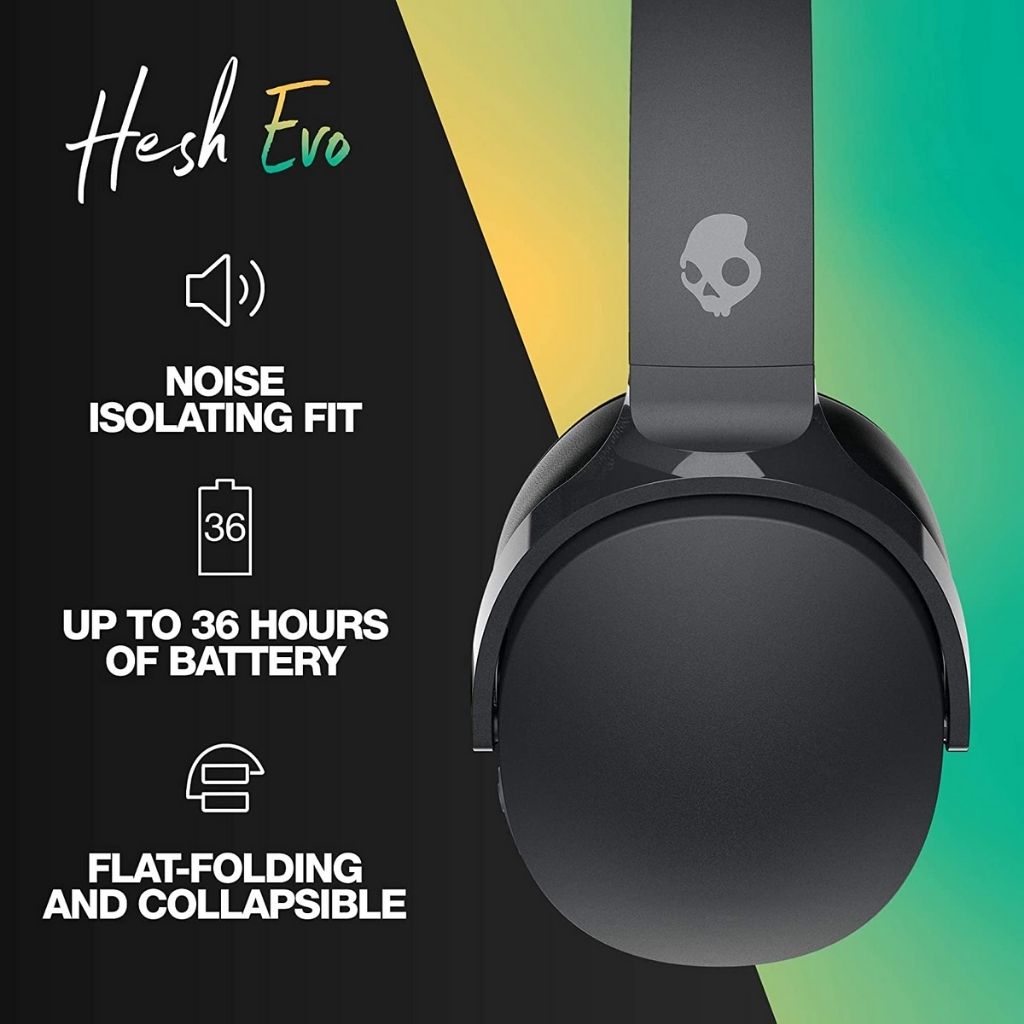 Hesh Evo
NOISE
ISOLATING FIT
36
UP TO 36 HOURS
OF BATTERY
FLAT-FOLDING
AND COLLAPSIBLE